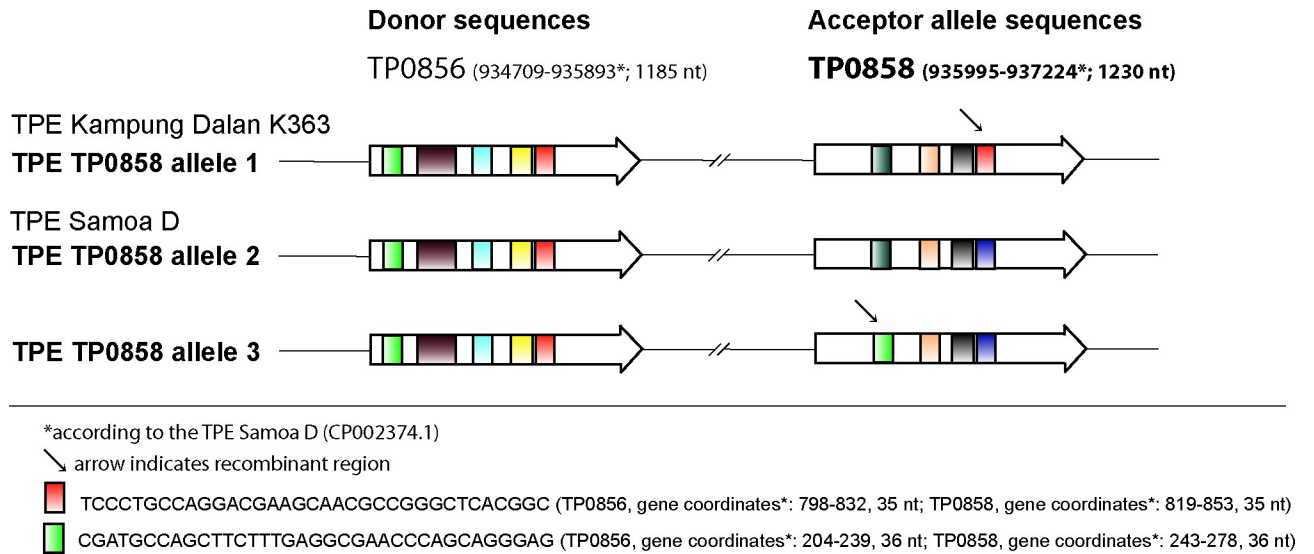 Donor sequences
Acceptor allele sequences
TP0856 (934709-935893*; 1185 nt)
TP0858 (935995-937224*; 1230 nt)
TPE Kampung Dalan K363
TPE TP0858 allele 1
TPE Samoa D
TPE TP0858 allele 2
TPE TP0858 allele 3
*according to the TPE Samoa D (CP002374.1)
arrow indicates recombinant region
TCCCTGCCAGGACGAAGCAACGCCGGGCTCACGGC (TP0856, gene coordinates*: 798-832, 35 nt; TP0858, gene coordinates*: 819-853, 35 nt)
CGATGCCAGCTTCTTTGAGGCGAACCCAGCAGGGAG (TP0856, gene coordinates*: 204-239, 36 nt; TP0858, gene coordinates*: 243-278, 36 nt)